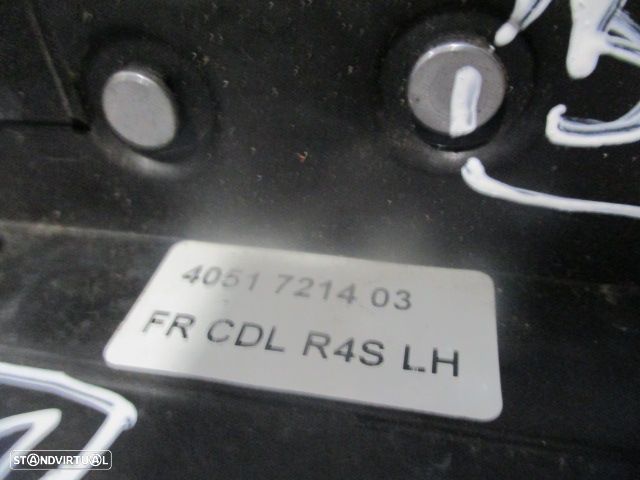 4051 7214 03
FR CDL R4S LH
STANDVIRTUAL